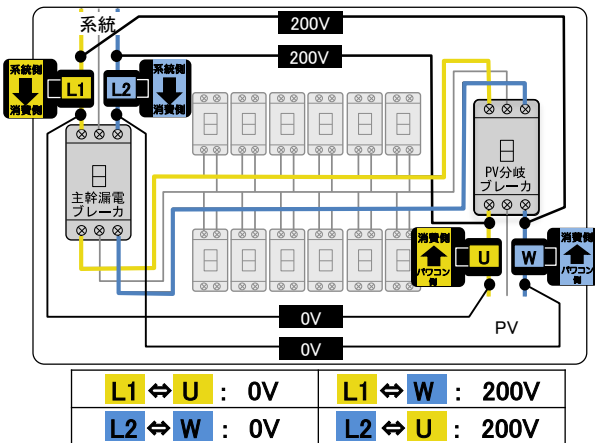 系統
200V
200V
系統側
消費側
L1
L2
系統側
消費側
主幹漏電
ブレーカ
PV分岐
ブレーカ
消費側
パワコン
側
U
W
消費側
パワコン
側
0V
0V
PV
L1 ⇔ U : 0V
L1 ⇔ W : 200V
L2 ⇔ W : 0V
L2 ⇔ U : 200V